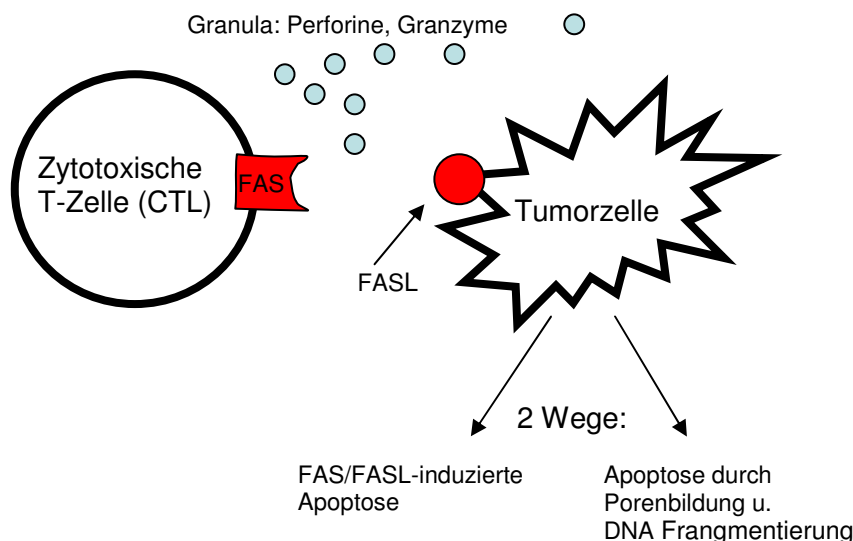 Granula: Perforine, Granzyme
Zytotoxische
T-Zelle (CTL)
FAS
Tumorzelle
FASL
2 Wege:
FAS/FASL-induzierte
Apoptose
Apoptose durch
Porenbildung u.
DNA Frangmentierung